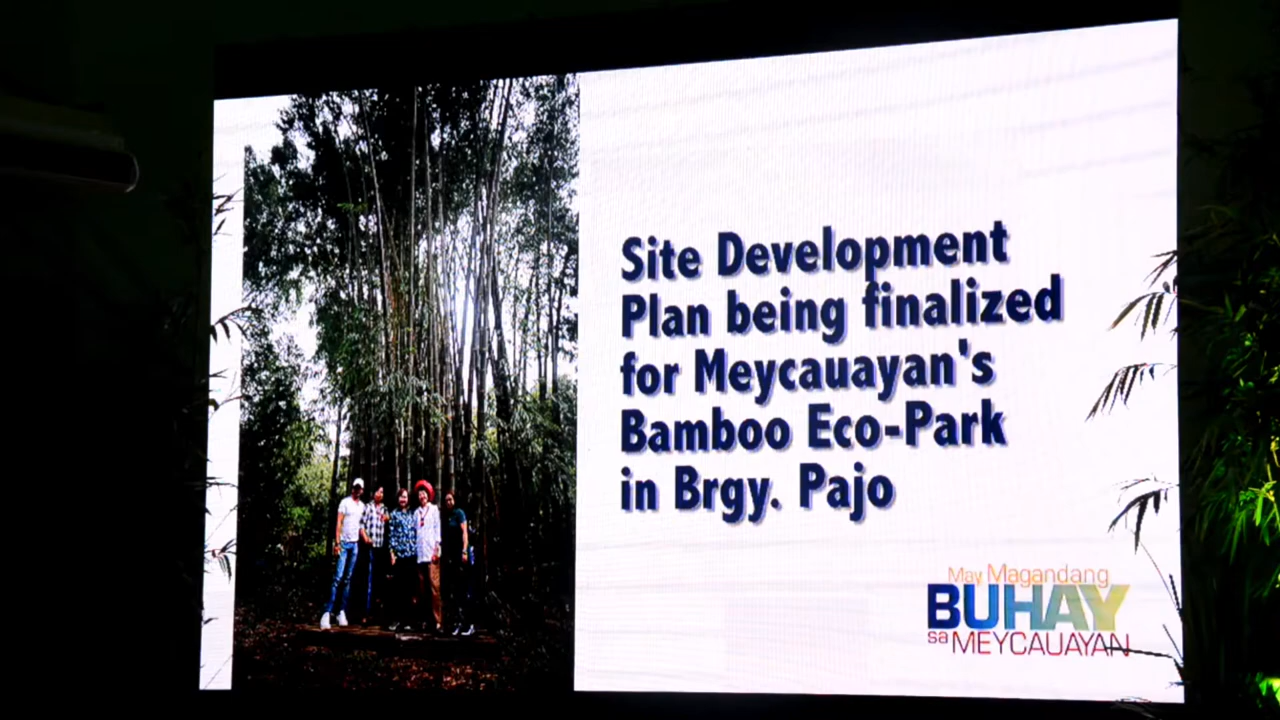 Site Development
Plan being finalized
for Meycauayan's
Bamboo Eco-Park
in Brgy. Pajo
May Magandang
BUHAY
sa MEYCAUAYAN